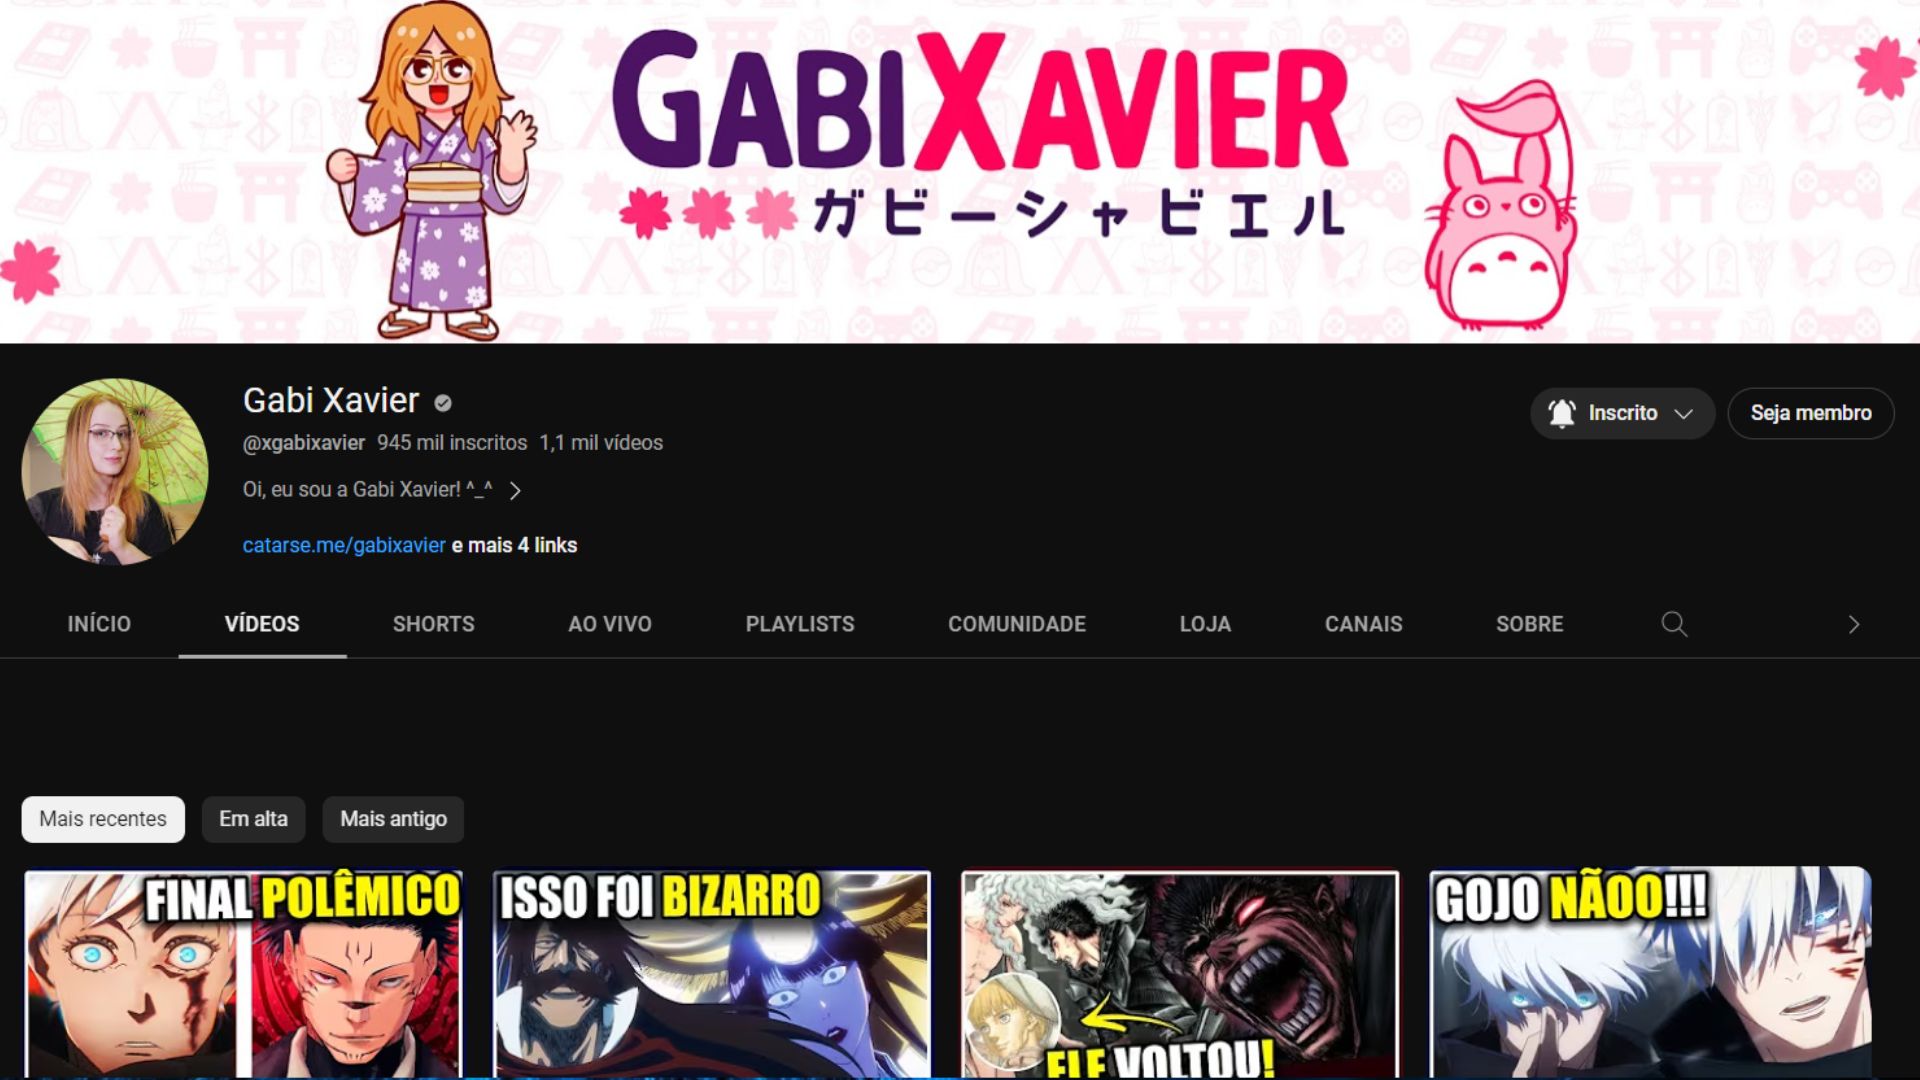 GABIXAVIER
ガビーシャビエル
Gabi Xavier
@xgabixavier 945 mil inscritos 1,1 mil vídeos
Oi, eu sou a Gabi Xavier! ^_^
catarse.me/gabixavier e mais 4 links
Inscrito
Seja membro
INÍCIO VÍDEOS SHORTS AO VIVO PLAYLISTS COMUNIDADE LOJA CANAIS SOBRE
Mais recentes Em alta Mais antigo
FINAL POLÊMICO
ISSO FOI BIZARRO
ELE VOLTOU!
GOJO NÃOO!!!